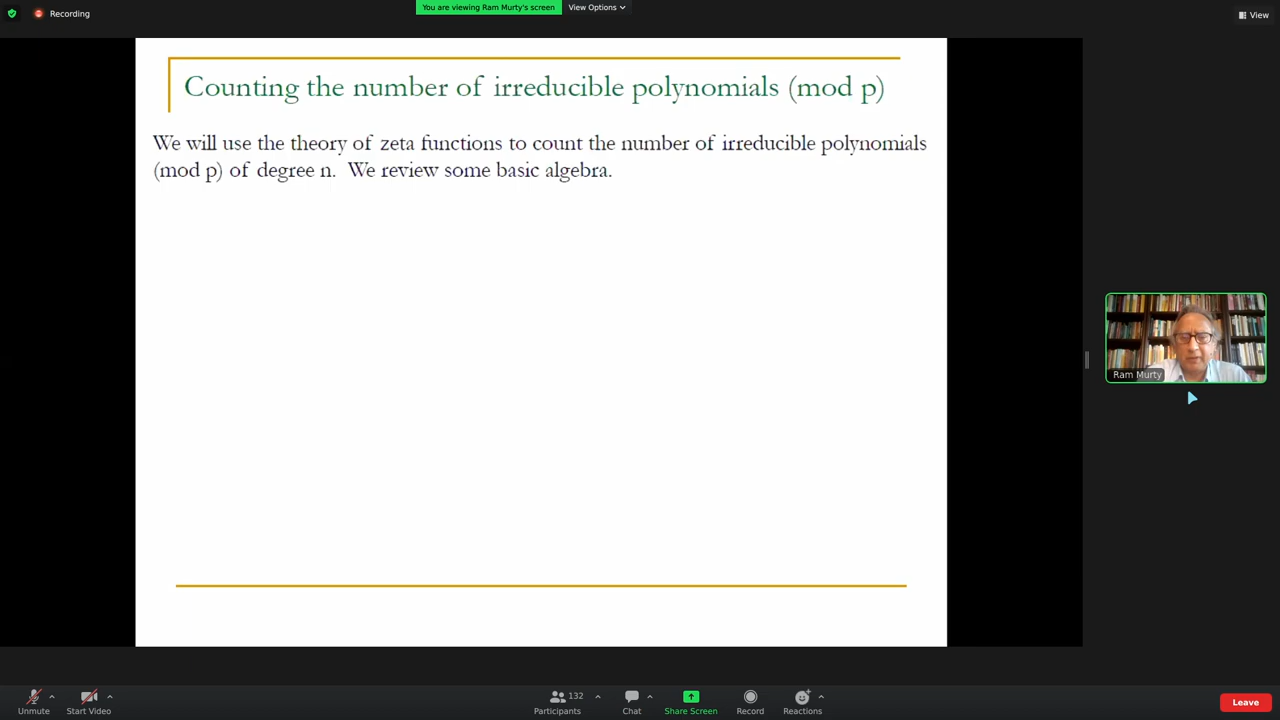 Recording
You are viewing Ram Murty's screen
View Options
View
Counting the number of irreducible polynomials (mod p)
We will use the theory of zeta functions to count the number of irreducible polynomials
(mod p) of degree n. We review some basic algebra.
Ram Murty
Unmute
Start Video
132
Participants
Chat
Share Screen
Record
Reactions
Leave